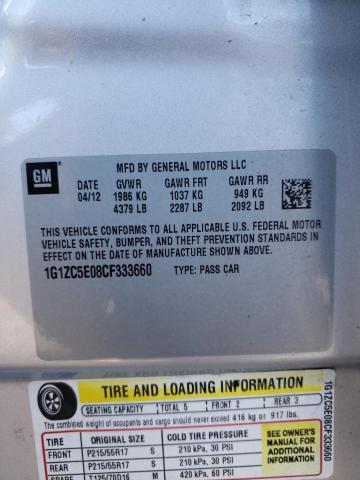 GM
MFD BY GENERAL MOTORS LLC
DATE GVWR GAWR FRT GAWR RR
04/12 1986 KG 1037 KG 949 KG
4379 LB 2287 LB 2092 LB
THIS VEHICLE CONFORMS TO ALL APPLICABLE U.S. FEDERAL MOTOR
VEHICLE SAFETY, BUMPER, AND THEFT PREVENTION STANDARDS IN
EFFECT ON THE DATE OF MANUFACTURE SHOWN ABOVE.
1G1ZC5E08CF333660 TYPE: PASS CAR
TIRE AND LOADING INFORMATION
SEATING CAPACITY TOTAL 5 FRONT 2 REAR 3
The combined weight of occupants and cargo should never exceed 416 kg or 917 lbs.
TIRE ORIGINAL SIZE COLD TIRE PRESSURE
FRONT P215/55R17 S 210 kPa, 30 PSI
REAR P215/55R17 S 210 kPa, 30 PSI
SPARE T125/70D16 M 420 kPa, 60 PSI
SEE OWNER'S
MANUAL FOR
ADDITIONAL
INFORMATION
1G1ZC5E08CF333660